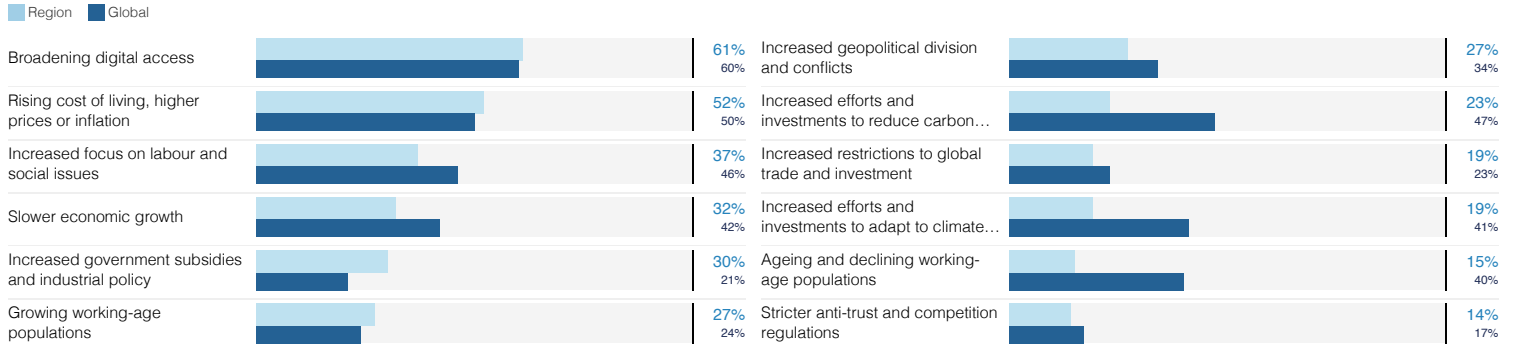 Region Global
Broadening digital access
61%
60%
Rising cost of living, higher
prices or inflation
52%
50%
Increased focus on labour and
social issues
37%
46%
Slower economic growth
32%
42%
Increased government subsidies
and industrial policy
30%
21%
Growing working-age
populations
27%
24%
Increased geopolitical division
and conflicts
27%
34%
Increased efforts and
investments to reduce carbon…
23%
47%
Increased restrictions to global
trade and investment
19%
23%
Increased efforts and
investments to adapt to climate…
19%
41%
Ageing and declining working-
age populations
15%
40%
Stricter anti-trust and competition
regulations
14%
17%